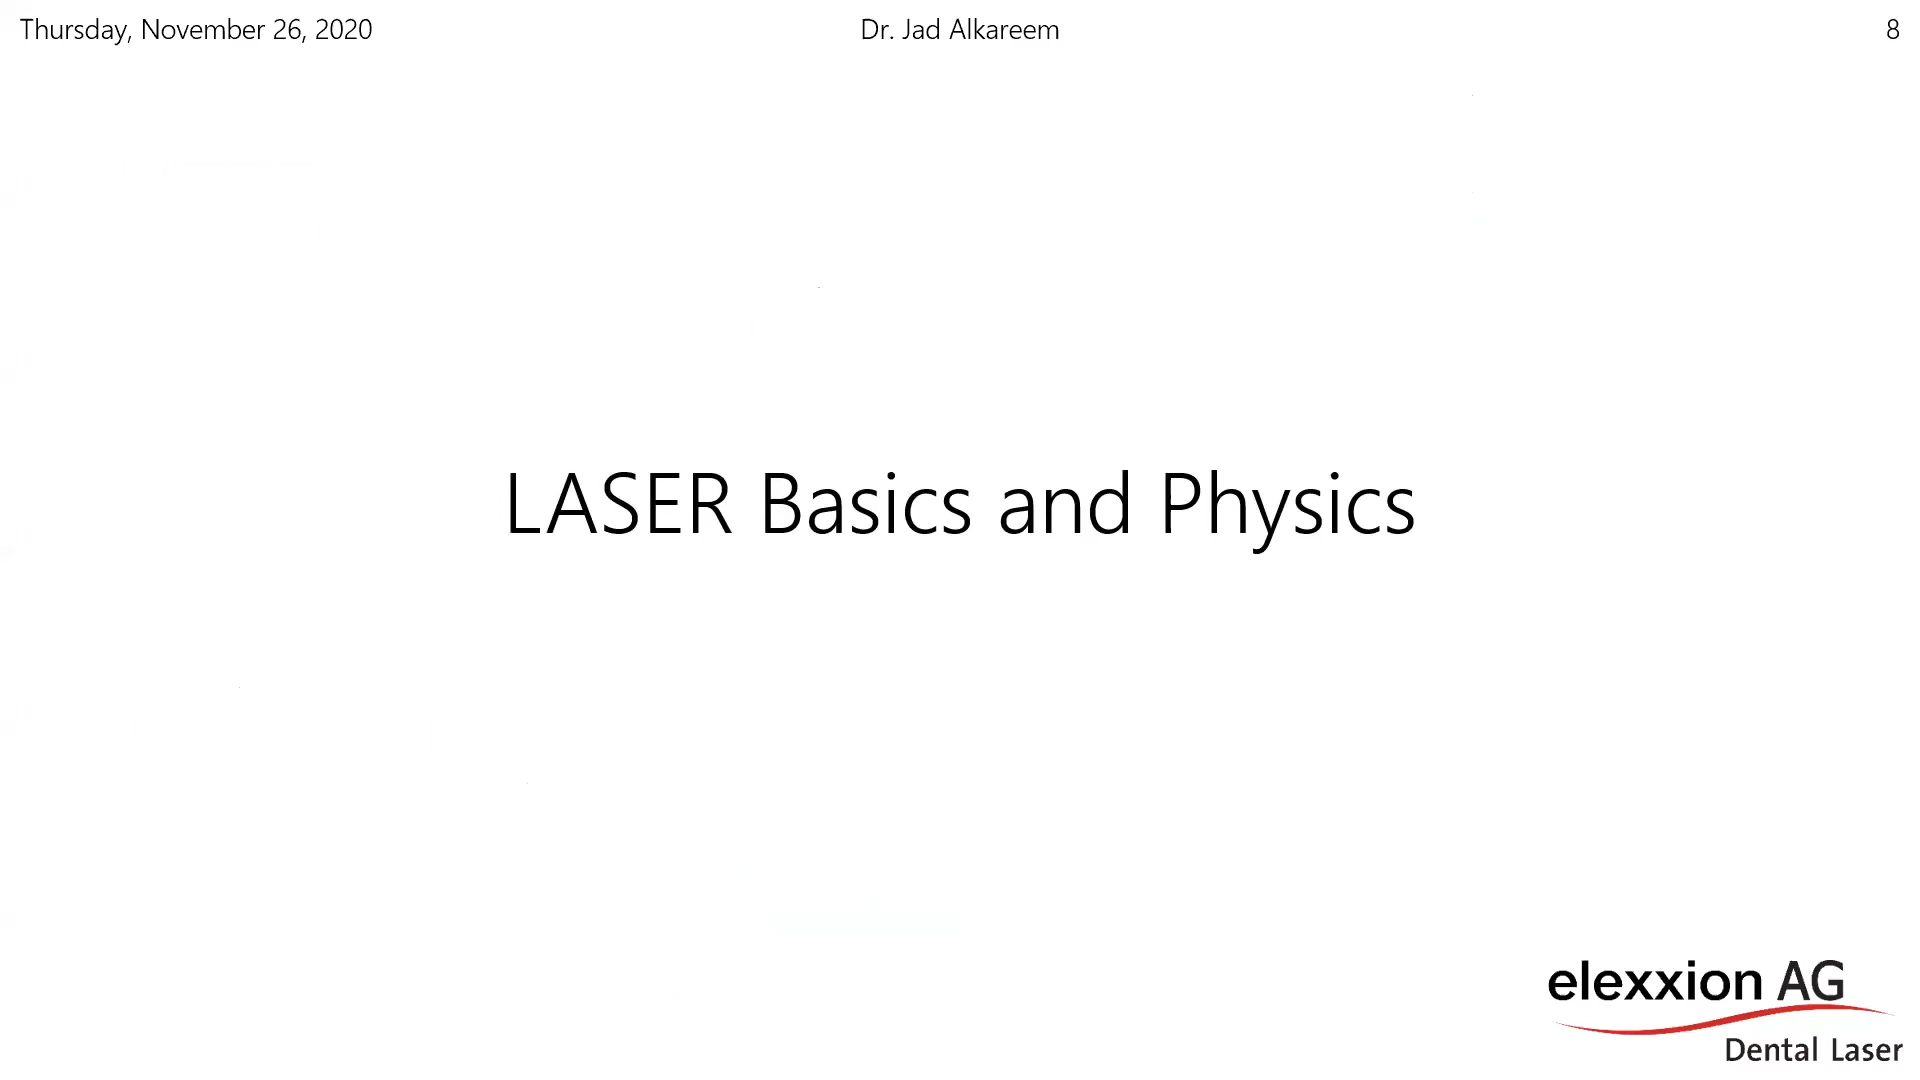 Thursday, November 26, 2020
Dr. Jad Alkareem
8
LASER Basics and Physics
elexxion AG
Dental Laser